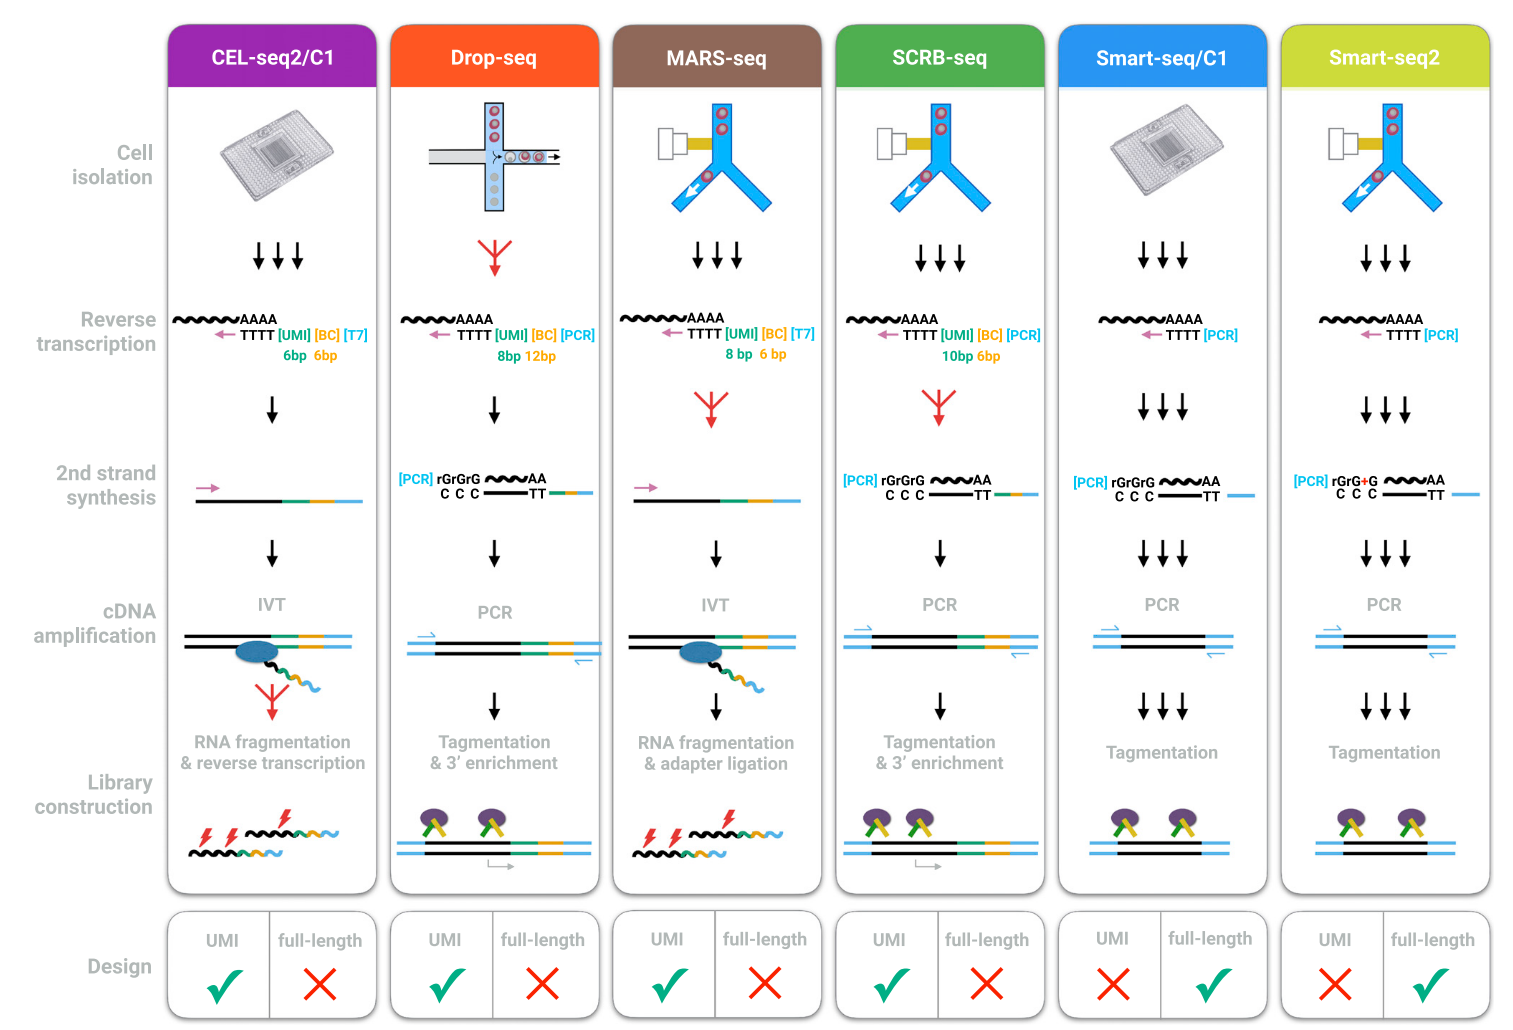 CEL-seq2/C1
Drop-seq
MARS-seq
SCRB-seq
Smart-seq/C1
Smart-seq2
Cell
isolation
Reverse
transcription
AAAA
TTTT [UMI] [BC] [T7]
6bp 6bp
AAAA
TTTT [UMI] [BC] [PCR]
8bp 12bp
AAAA
TTTT [UMI] [BC] [T7]
8 bp 6 bp
AAAA
TTTT [UMI] [BC] [PCR]
10bp 6bp
AAAA
TTTT [PCR]
AAAA
TTTT [PCR]
2nd strand
synthesis
[PCR] rGrGrG AA
C C C TT
[PCR] rGrGrG AA
C C C TT
[PCR] rGrGrG AA
C C C TT
[PCR] rGrG+G AA
C C C TT
cDNA
amplification
IVT
PCR
IVT
PCR
PCR
PCR
Library
construction
RNA fragmentation
& reverse transcription
Tagmentation
& 3’ enrichment
RNA fragmentation
& adapter ligation
Tagmentation
& 3’ enrichment
Tagmentation
Tagmentation
Design
UMI full-length
UMI full-length
UMI full-length
UMI full-length
UMI full-length
UMI full-length